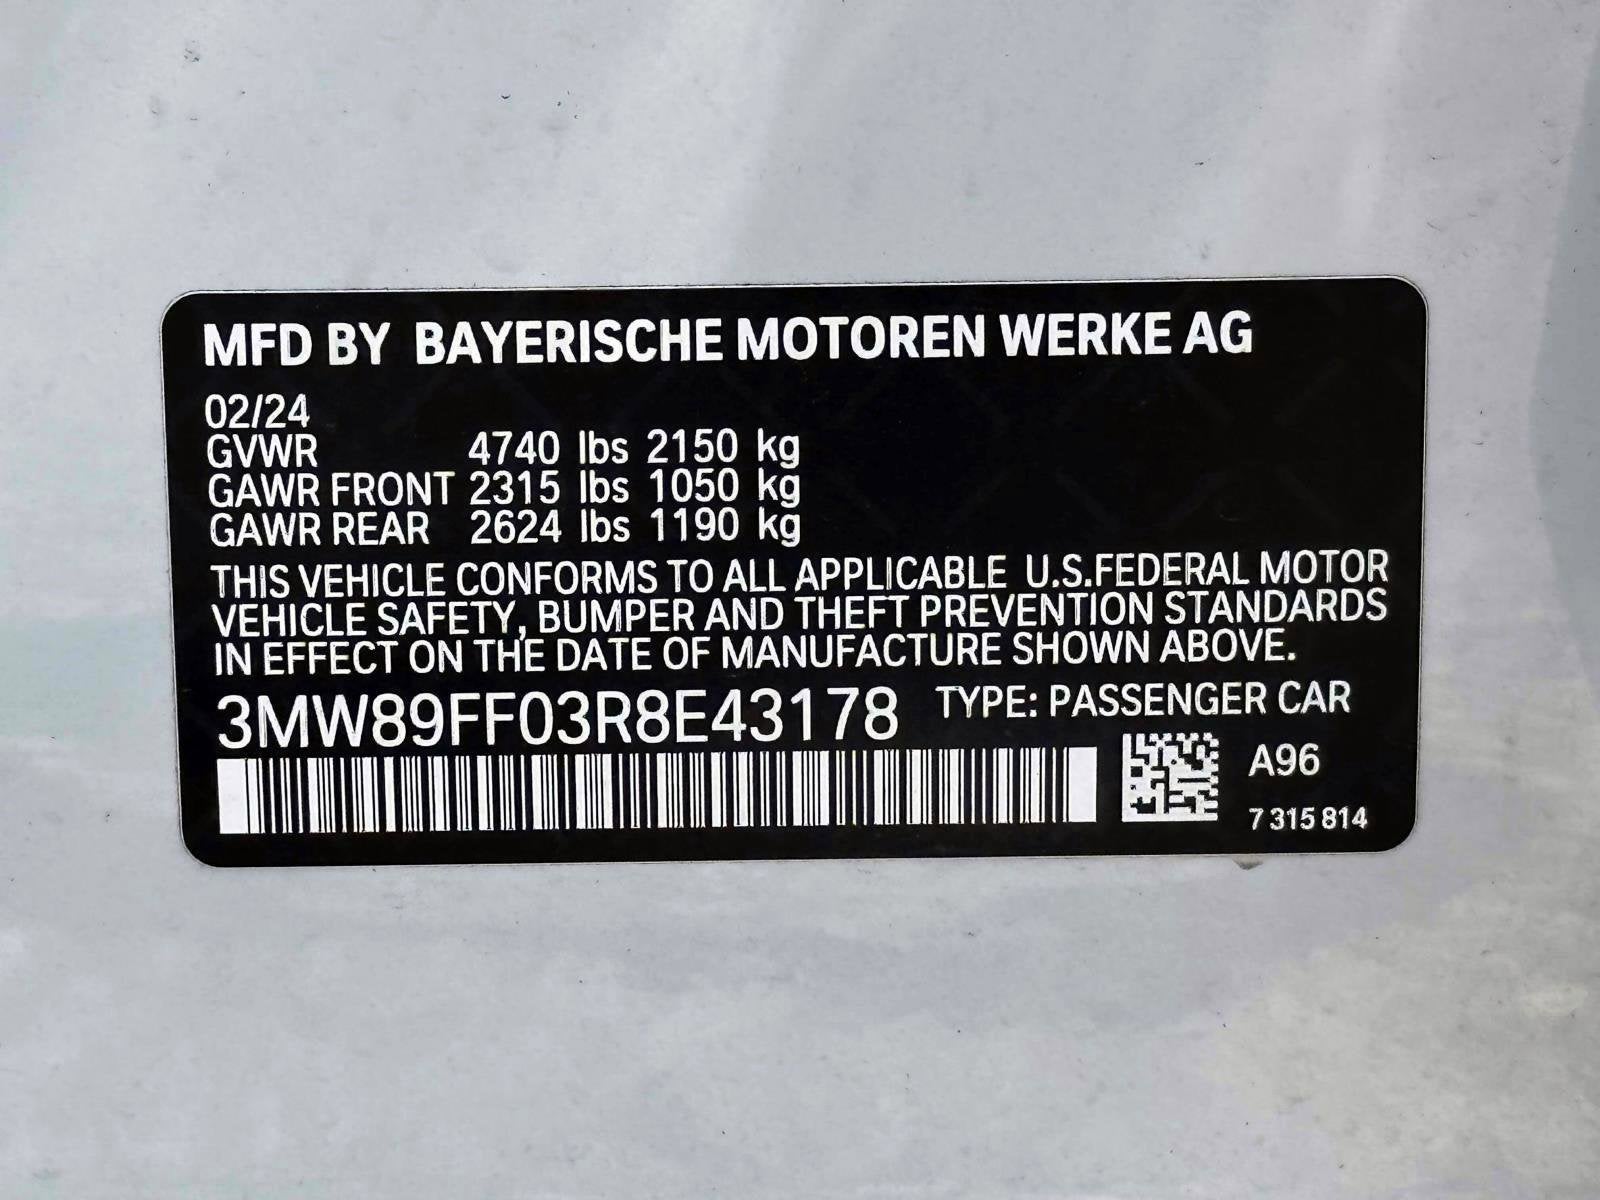 MFD BY BAYERISCHE MOTOREN WERKE AG
02/24
GVWR 4740 lbs 2150 kg
GAWR FRONT 2315 lbs 1050 kg
GAWR REAR 2624 lbs 1190 kg
THIS VEHICLE CONFORMS TO ALL APPLICABLE U.S.FEDERAL MOTOR
VEHICLE SAFETY, BUMPER AND THEFT PREVENTION STANDARDS
IN EFFECT ON THE DATE OF MANUFACTURE SHOWN ABOVE.
3MW89FF03R8E43178 TYPE: PASSENGER CAR
A96
7 315 814